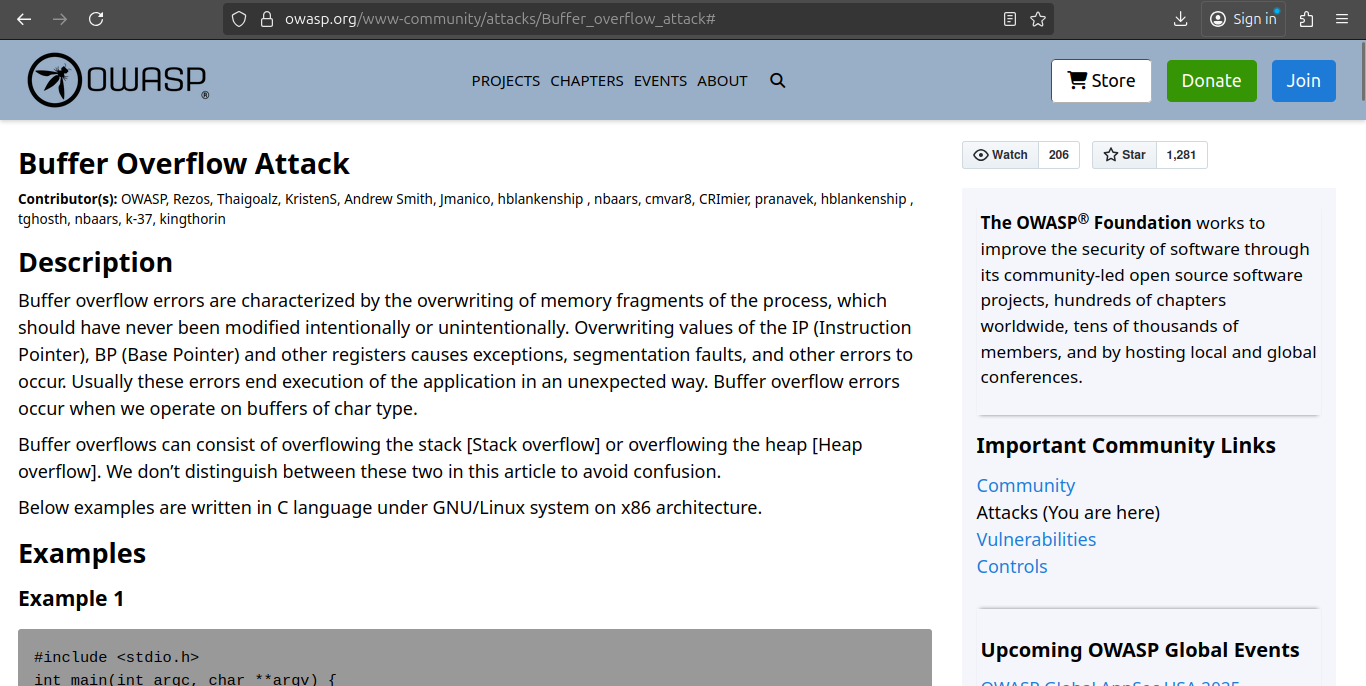 owasp.org/www-community/attacks/Buffer_overflow_attack#
Sign in
OWASP®
PROJECTS CHAPTERS EVENTS ABOUT
Store
Donate
Join
Buffer Overflow Attack
Contributor(s): OWASP, Rezos, Thaigoalz, KristenS, Andrew Smith, Jmanico, hblankenship , nbaars, cmvar8, CRImier, pranavek, hblankenship ,
tghosth, nbaars, k-37, kingthorin
Description
Buffer overflow errors are characterized by the overwriting of memory fragments of the process, which
should have never been modified intentionally or unintentionally. Overwriting values of the IP (Instruction
Pointer), BP (Base Pointer) and other registers causes exceptions, segmentation faults, and other errors to
occur. Usually these errors end execution of the application in an unexpected way. Buffer overflow errors
occur when we operate on buffers of char type.
Buffer overflows can consist of overflowing the stack [Stack overflow] or overflowing the heap [Heap
overflow]. We don’t distinguish between these two in this article to avoid confusion.
Below examples are written in C language under GNU/Linux system on x86 architecture.
Examples
Example 1
#include <stdio.h>
int main(int argc, char **argv) {
Watch 206
Star 1,281
The OWASP® Foundation works to
improve the security of software through
its community-led open source software
projects, hundreds of chapters
worldwide, tens of thousands of
members, and by hosting local and global
conferences.
Important Community Links
Community
Attacks (You are here)
Vulnerabilities
Controls
Upcoming OWASP Global Events
OWASP Global AppSec USA 2025